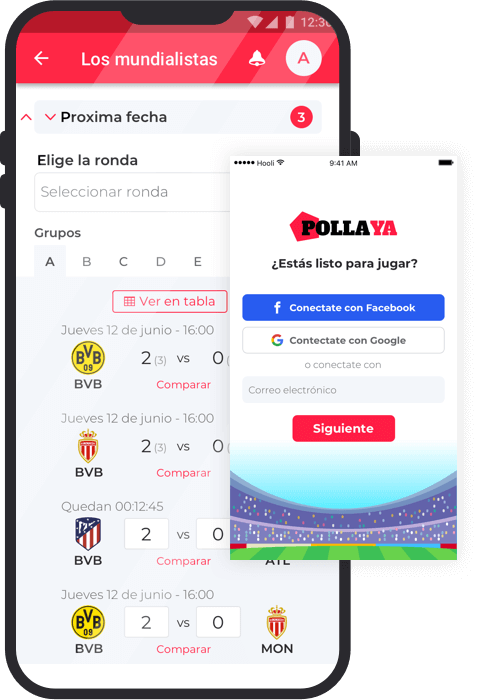 12:30
Los mundialistas
A
Proxima fecha
3
Elige la ronda
Seleccionar ronda
Grupos
A B C D E
Ver en tabla
Jueves 12 de junio - 16:00
BVB
09
2 (3) vs 0
BVB
Comparar
Jueves 12 de junio - 16:00
2 (3) vs 0
BVB
Comparar
Quedan 00:12:45
2 vs 0
BVB
Comparar
ATL
Jueves 12 de junio - 16:00
BVB
09
2 vs 0
BVB
Comparar
MON
Hooli
9:41 AM
POLLAYA
¿Estás listo para jugar?
Conectate con Facebook
Contectate con Google
o conectate con
Correo electrónico
Siguiente